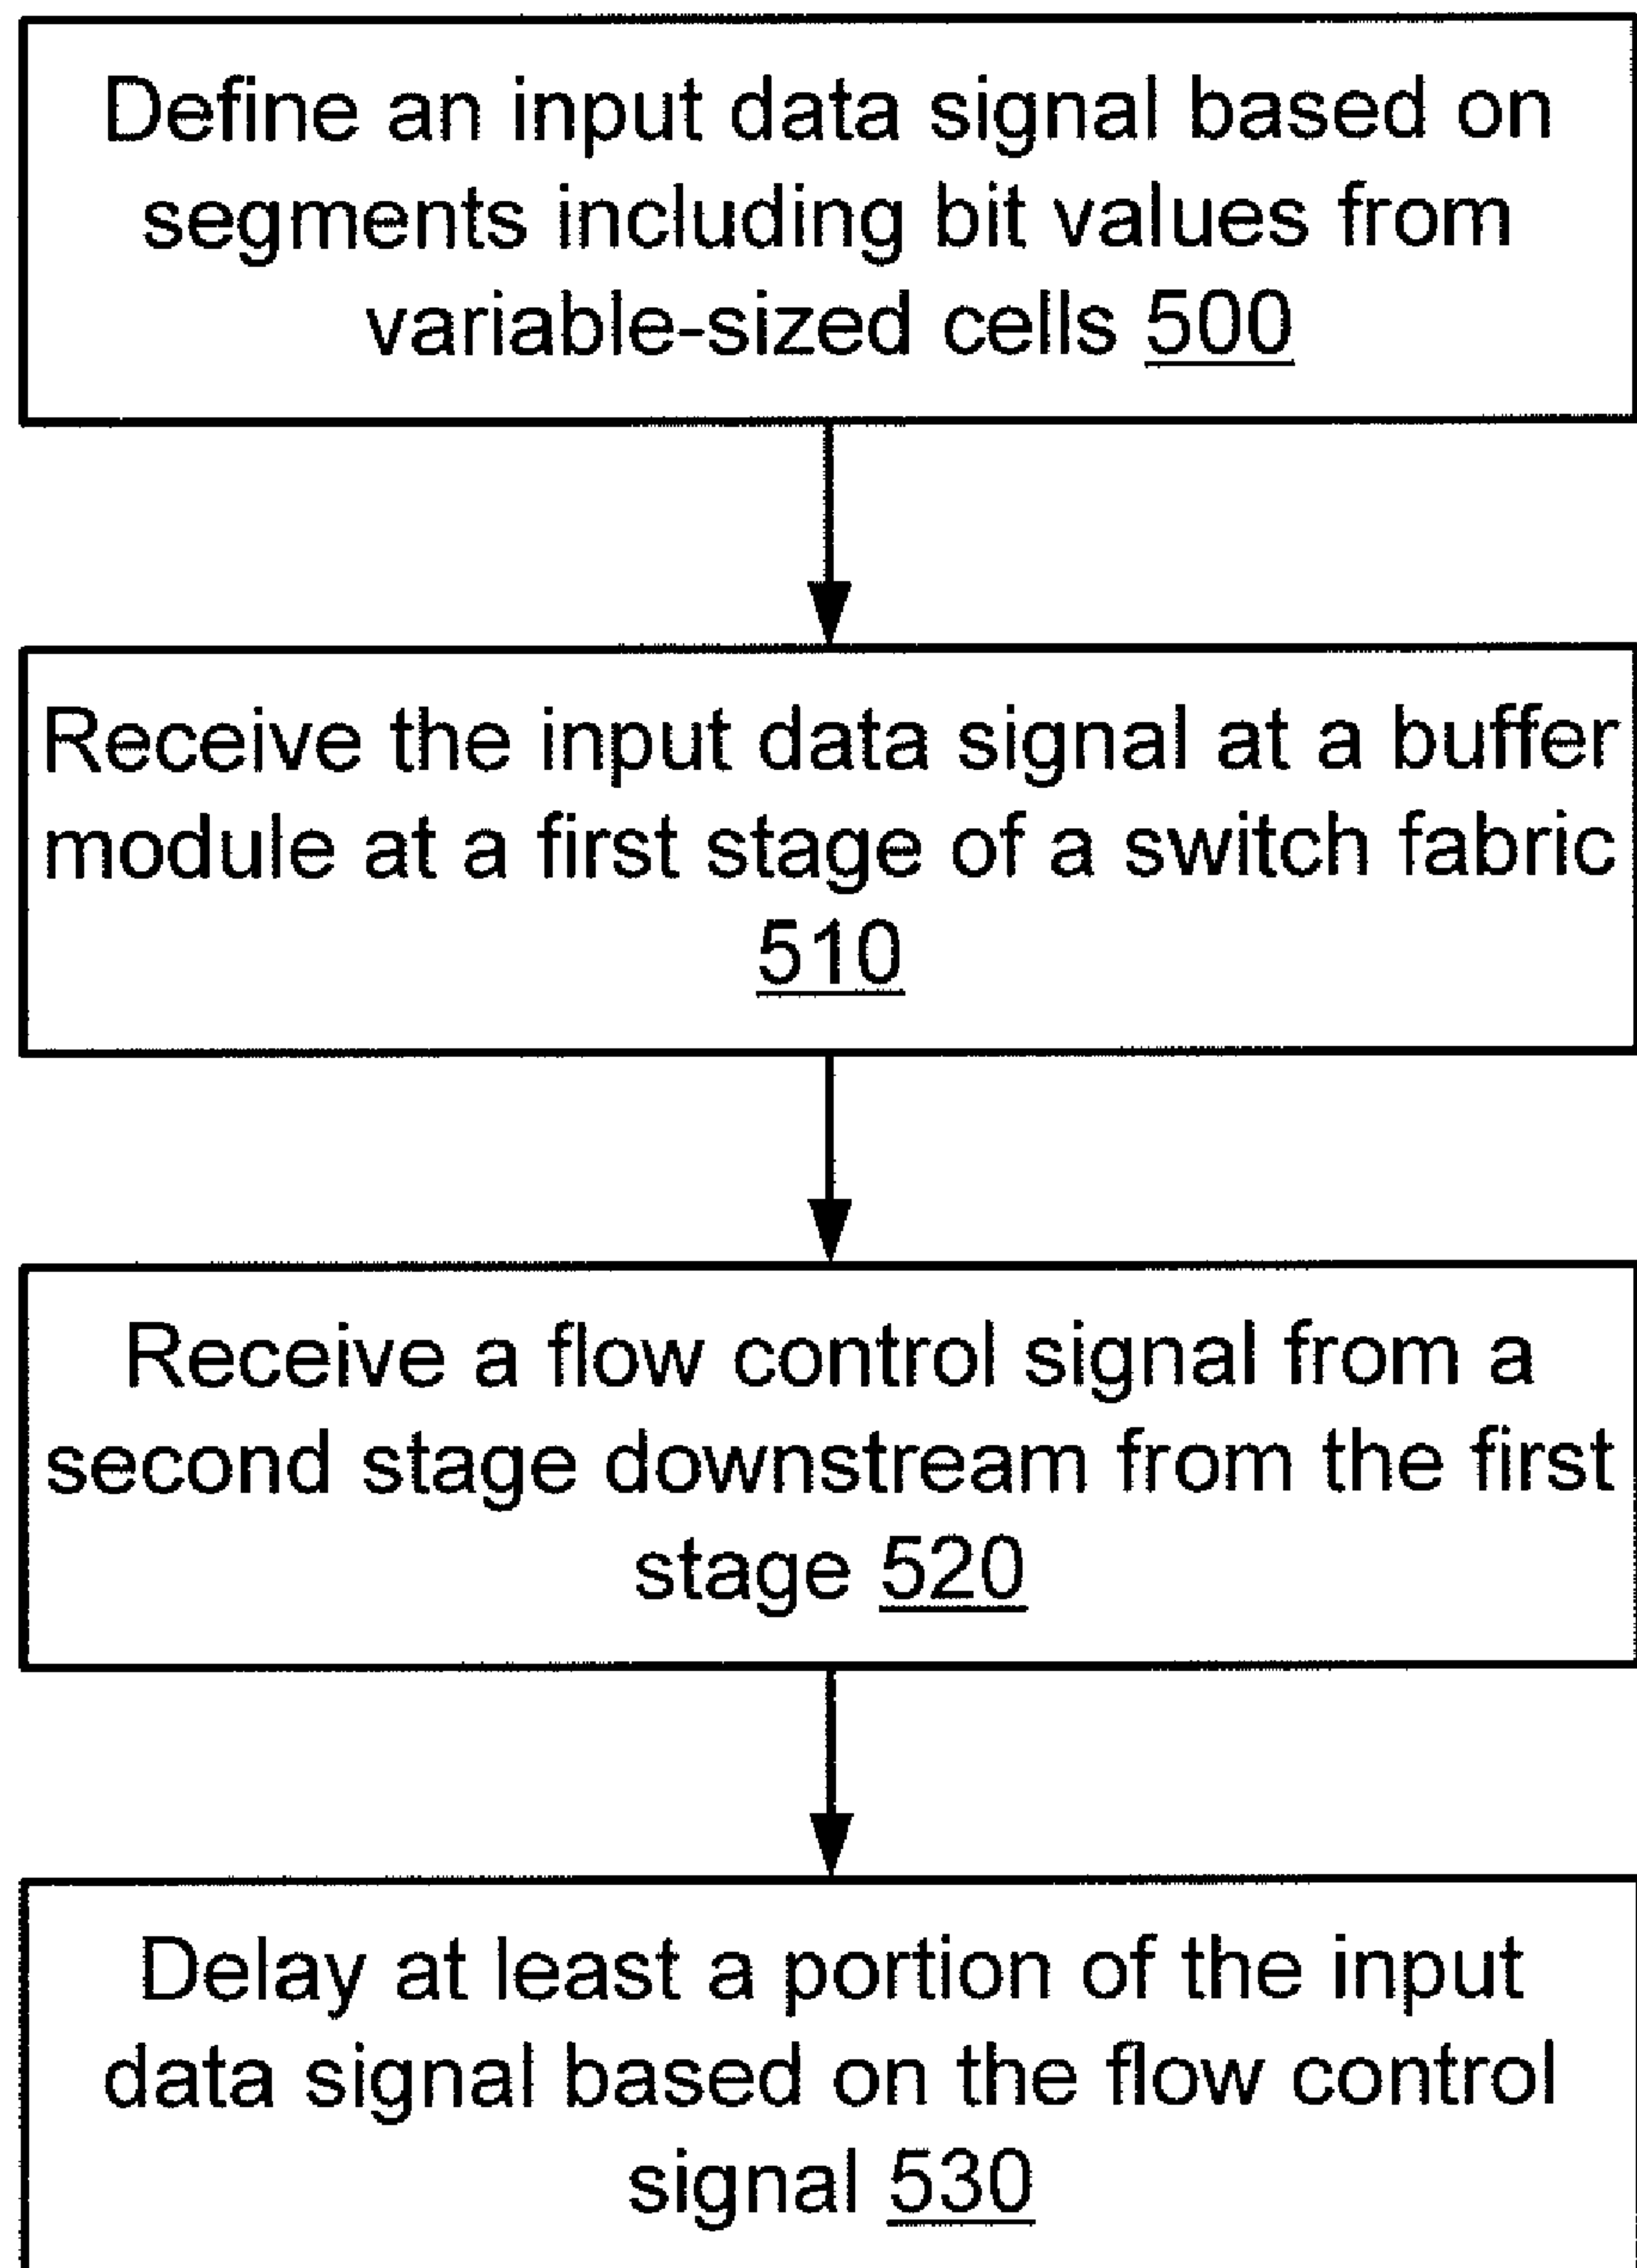 Define an input data signal based on
segments including bit values from
variable-sized cells 500
Receive the input data signal at a buffer
module at a first stage of a switch fabric
510
Receive a flow control signal from a
second stage downstream from the first
stage 520
Delay at least a portion of the input
data signal based on the flow control
signal 530